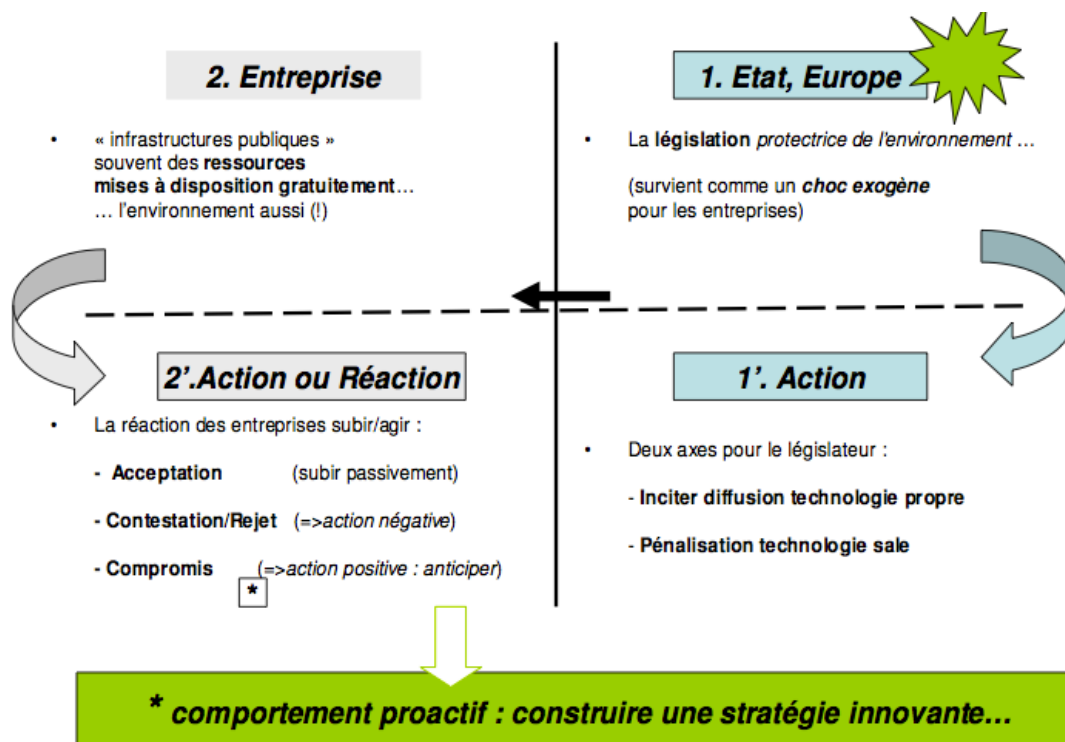 2. Entreprise
• « infrastructures publiques »
souvent des ressources
mises à disposition gratuitement…
… l'environnement aussi (!)
1. Etat, Europe
• La législation protectrice de l'environnement …
(survient comme un choc exogène
pour les entreprises)
2'.Action ou Réaction
• La réaction des entreprises subir/agir :
- Acceptation (subir passivement)
- Contestation/Rejet (=>action négative)
- Compromis (=>action positive : anticiper)
*
1'. Action
• Deux axes pour le législateur :
- Inciter diffusion technologie propre
- Pénalisation technologie sale
* comportement proactif : construire une stratégie innovante…